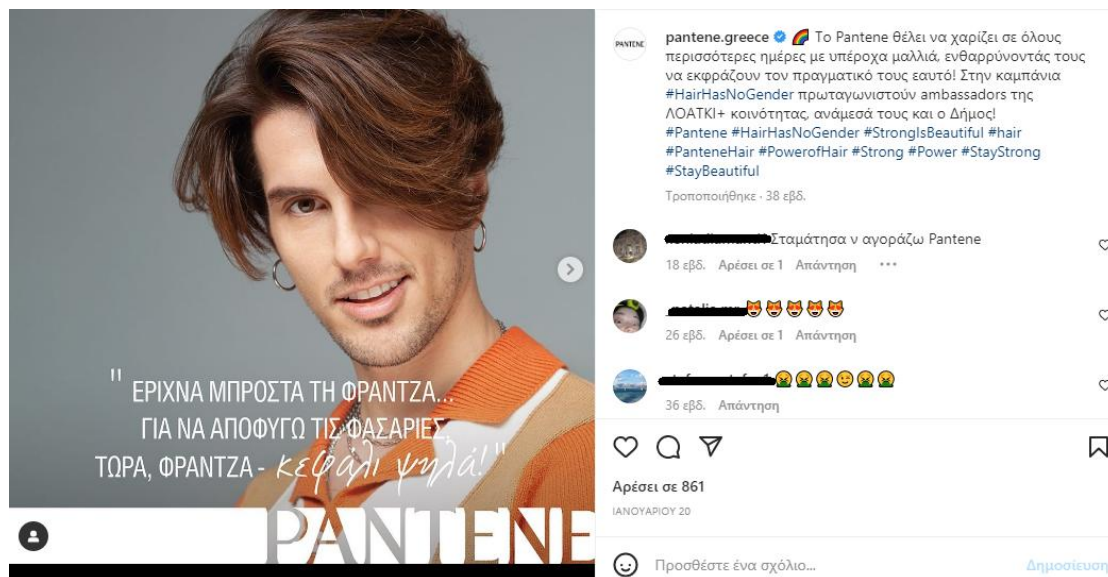 " ΕΡΙΧΝΑ ΜΠΡΟΣΤΑ ΤΗ ΦΡΑΝΤΖΑ...
ΓΙΑ ΝΑ ΑΠΟΦΥΓΩ ΤΙΣ ΦΑΣΑΡΙΕΣ,
ΤΩΡΑ, ΦΡΑΝΤΖΑ - κεφάλι ψηλά! "
PANTENE
PANTENE
pantene.greece 🌈 Το Pantene θέλει να χαρίζει σε όλους
περισσότερες ημέρες με υπέροχα μαλλιά, ενθαρρύνοντάς τους
να εκφράζουν τον πραγματικό τους εαυτό! Στην καμπάνια
#HairHasNoGender πρωταγωνιστούν ambassadors της
ΛΟΑΤΚΙ+ κοινότητας, ανάμεσά τους και ο Δήμος!
#Pantene #HairHasNoGender #StrongIsBeautiful #hair
#PanteneHair #PowerofHair #Strong #Power #StayStrong
#StayBeautiful
Τροποποιήθηκε · 38 εβδ.
Σταμάτησα ν αγοράζω Pantene
18 εβδ. Αρέσει σε 1 Απάντηση ···
😻😻😻😻😻
26 εβδ. Αρέσει σε 1 Απάντηση
🤮🤮🤮😉🤮🤮
36 εβδ. Απάντηση
Αρέσει σε 861
ΙΑΝΟΥΑΡΙΟΥ 20
Προσθέστε ένα σχόλιο... Δημοσίευση